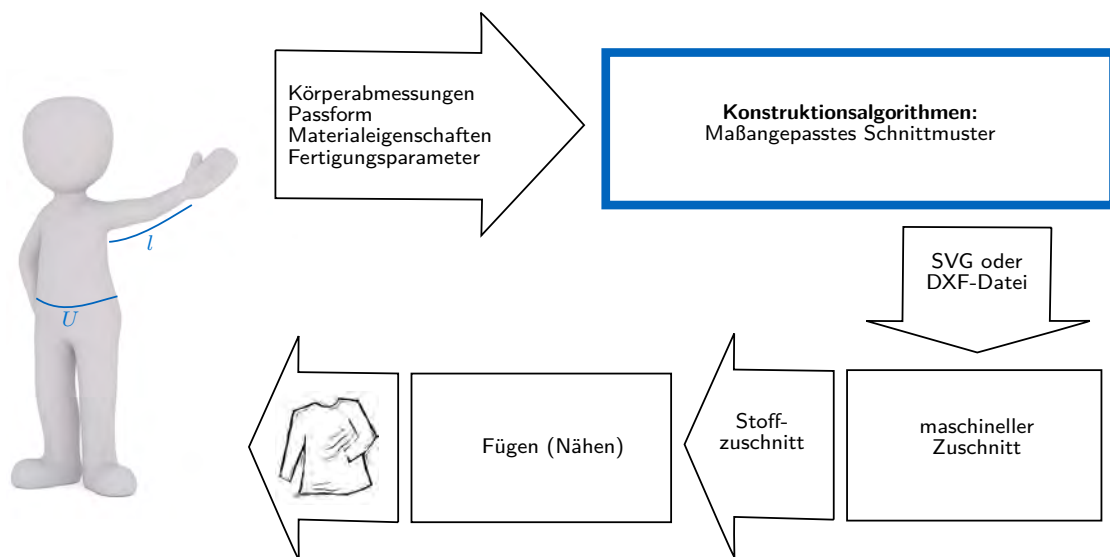 Körperabmessungen
Passform
Materialeigenschaften
Fertigungsparameter
Konstruktionsalgorithmen:
Maßangepasstes Schnittmuster
l
U
SVG oder
DXF-Datei
maschineller
Zuschnitt
Stoff-
zuschnitt
Fügen (Nähen)